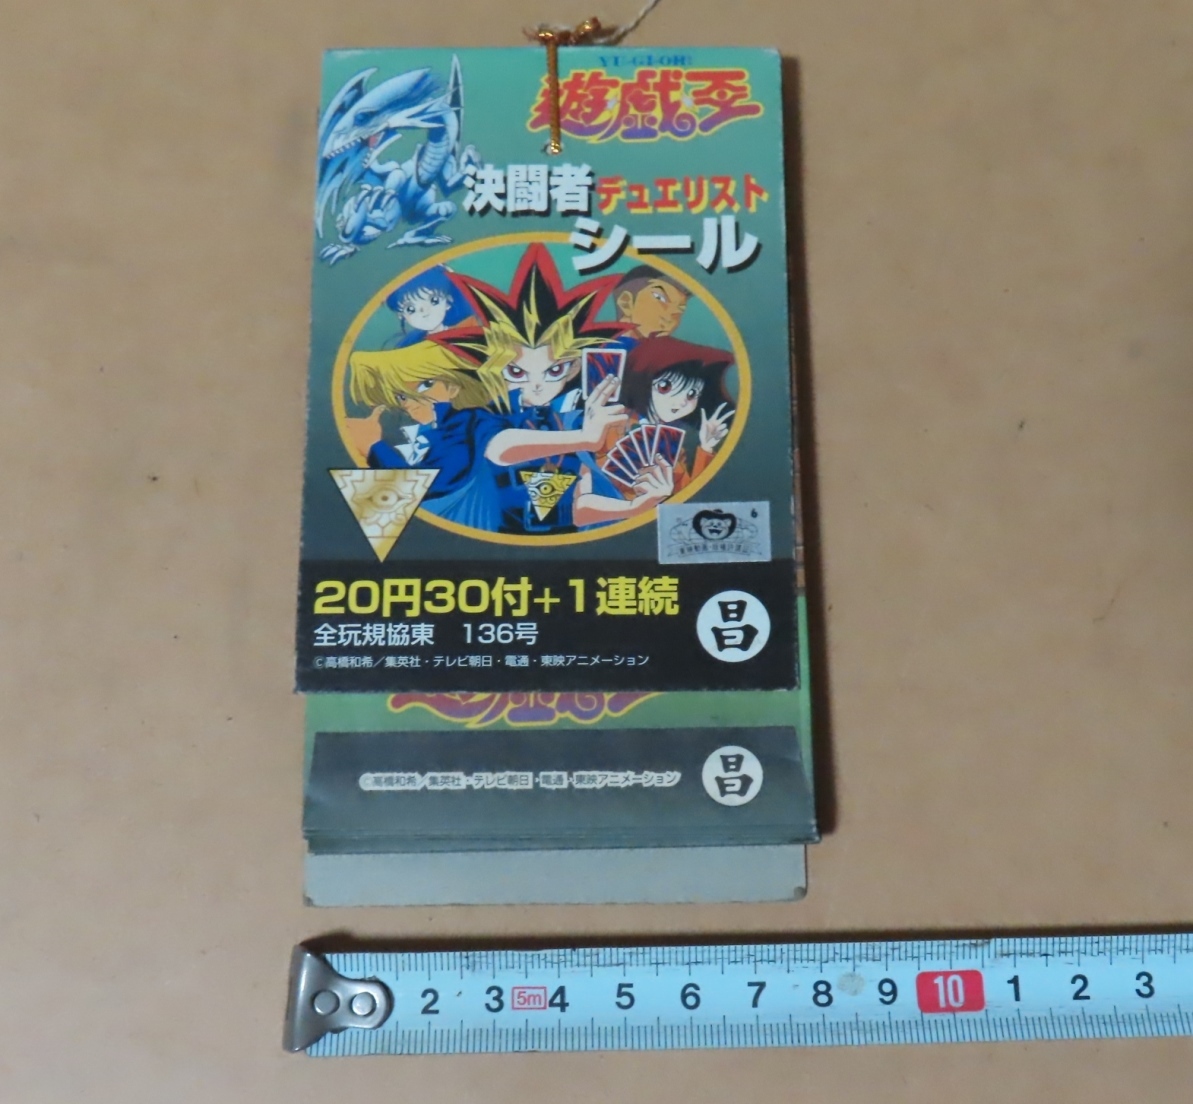 YU-GI-OH!
遊戯王
決闘者デュエリスト
シール
6
20円30付+1連続
全玩規協東 136号
昌
©高橋和希／集英社・テレビ朝日・電通・東映アニメーション
©高橋和希／集英社・テレビ朝日・電通・東映アニメーション
昌
2 3 5m 4 5 6 7 8 9 10 1 2 3